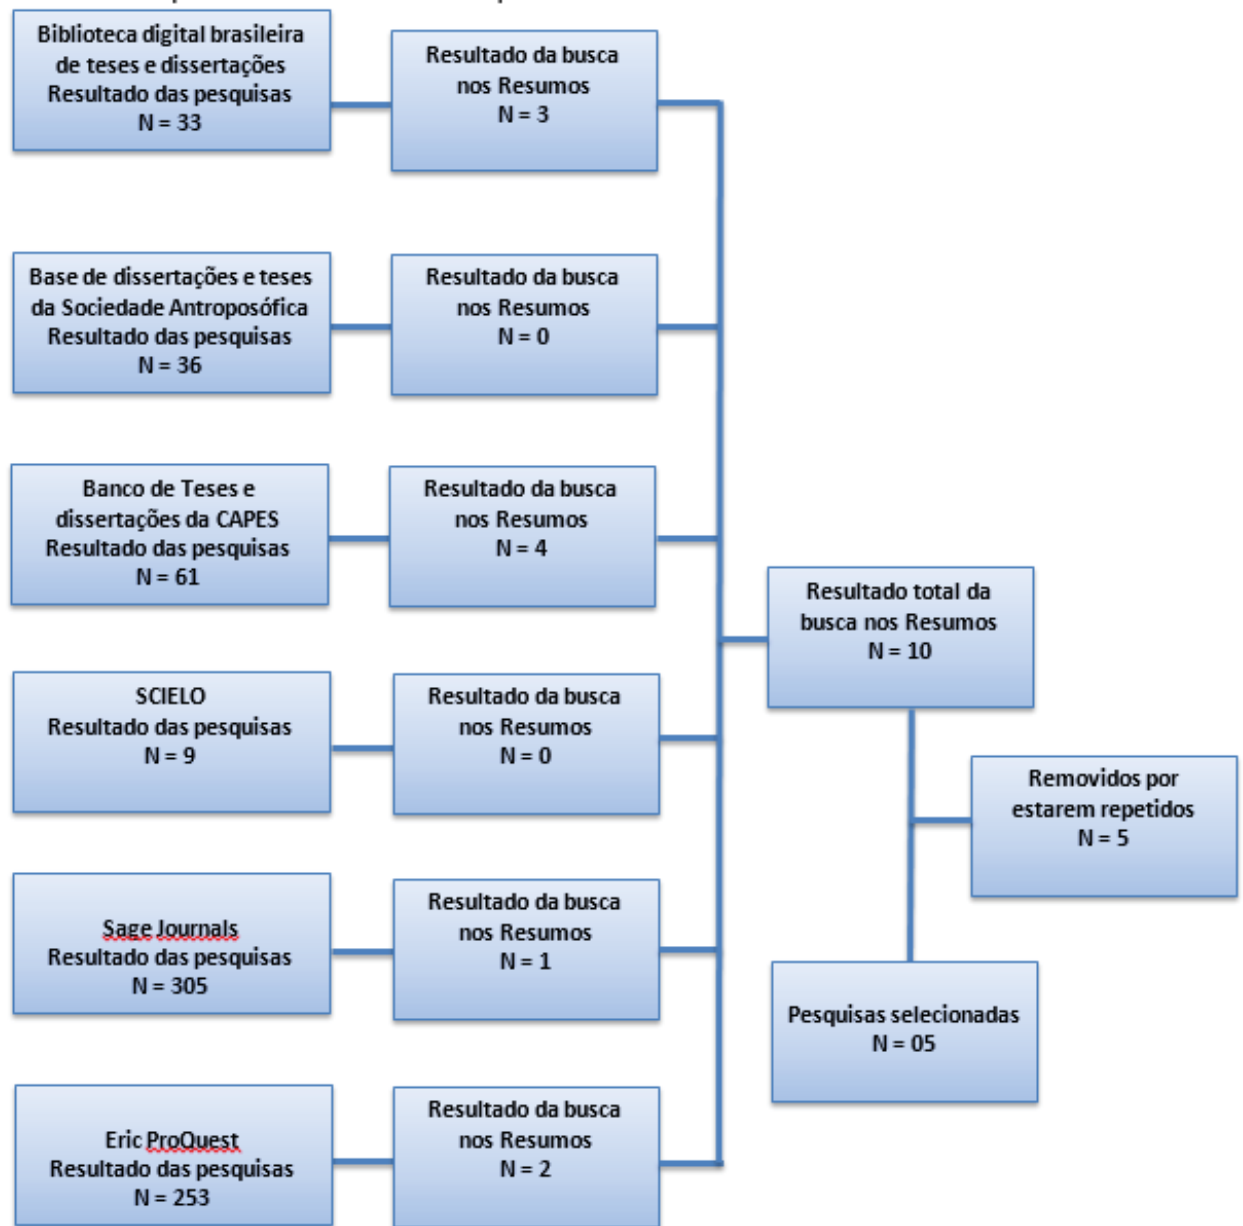 Biblioteca digital brasileira
de teses e dissertações
Resultado das pesquisas
N = 33
Resultado da busca
nos Resumos
N = 3
Base de dissertações e teses
da Sociedade Antroposófica
Resultado das pesquisas
N = 36
Resultado da busca
nos Resumos
N = 0
Banco de Teses e
dissertações da CAPES
Resultado das pesquisas
N = 61
Resultado da busca
nos Resumos
N = 4
Resultado total da
busca nos Resumos
N = 10
SCIELO
Resultado das pesquisas
N = 9
Resultado da busca
nos Resumos
N = 0
Removidos por
estarem repetidos
N = 5
Sage Journals
Resultado das pesquisas
N = 305
Resultado da busca
nos Resumos
N = 1
Pesquisas selecionadas
N = 05
Eric ProQuest
Resultado das pesquisas
N = 253
Resultado da busca
nos Resumos
N = 2